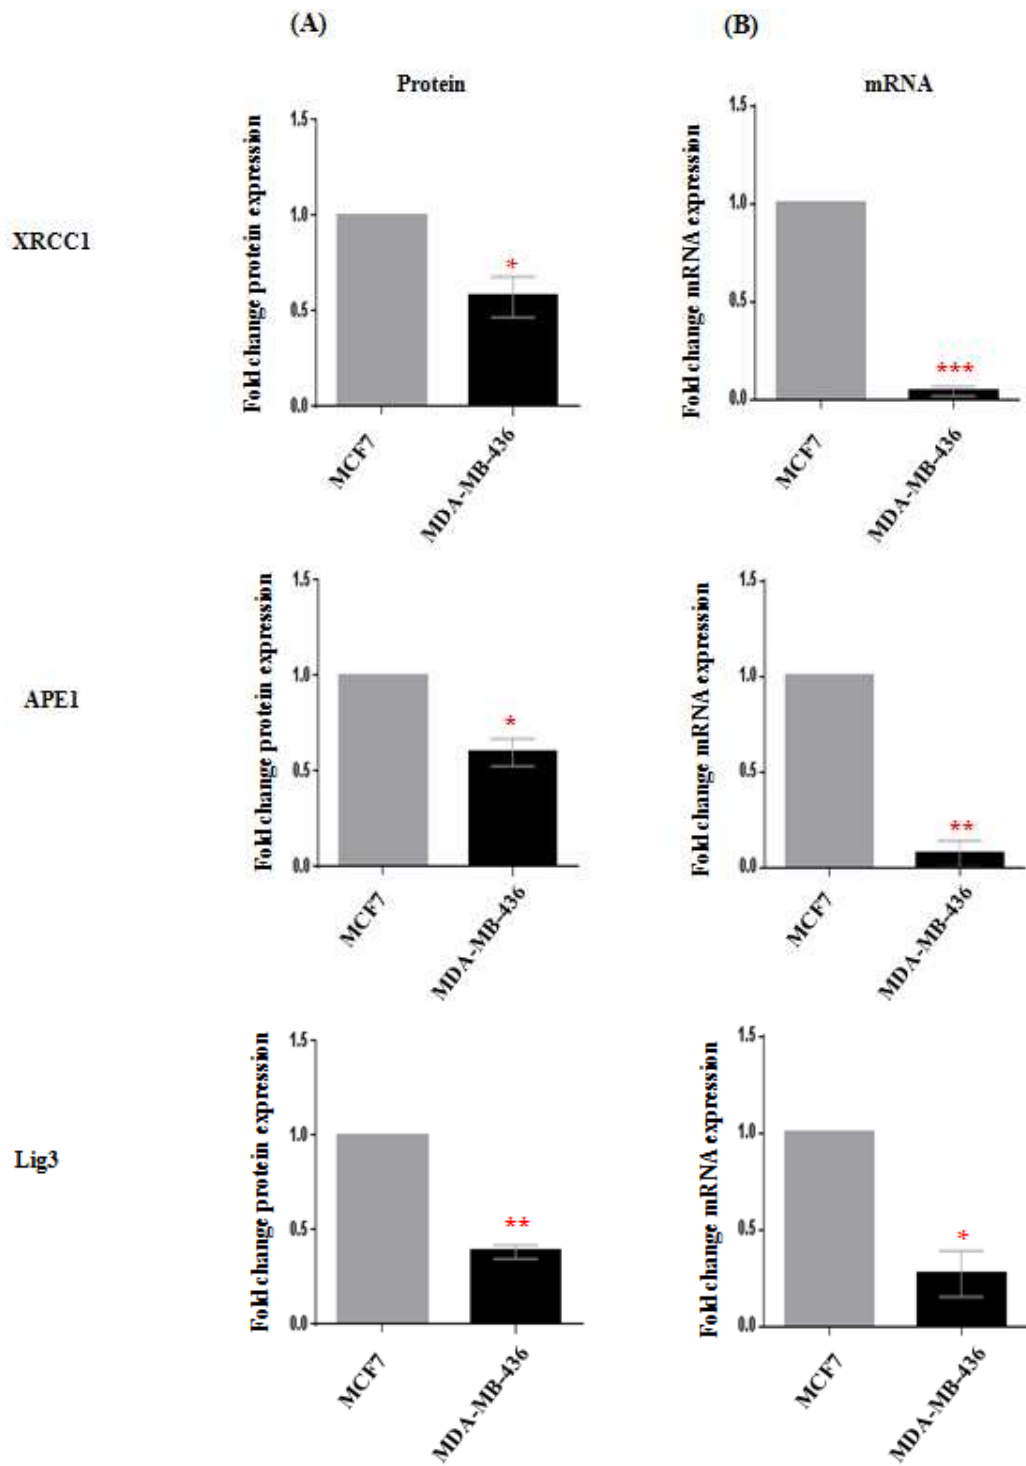 (A)
(B)
Protein
mRNA
XRCC1
Fold change protein expression
1.5
1.0
0.5
0.0
*
MCF7
MDA-MB-436
Fold change mRNA expression
1.5
1.0
0.5
0.0
***
MCF7
MDA-MB-436
APE1
Fold change protein expression
1.5
1.0
0.5
0.0
*
MCF7
MDA-MB-436
Fold change mRNA expression
1.5
1.0
0.5
0.0
**
MCF7
MDA-MB-436
Lig3
Fold change protein expression
1.5
1.0
0.5
0.0
**
MCF7
MDA-MB-436
Fold change mRNA expression
1.5
1.0
0.5
0.0
*
MCF7
MDA-MB-436